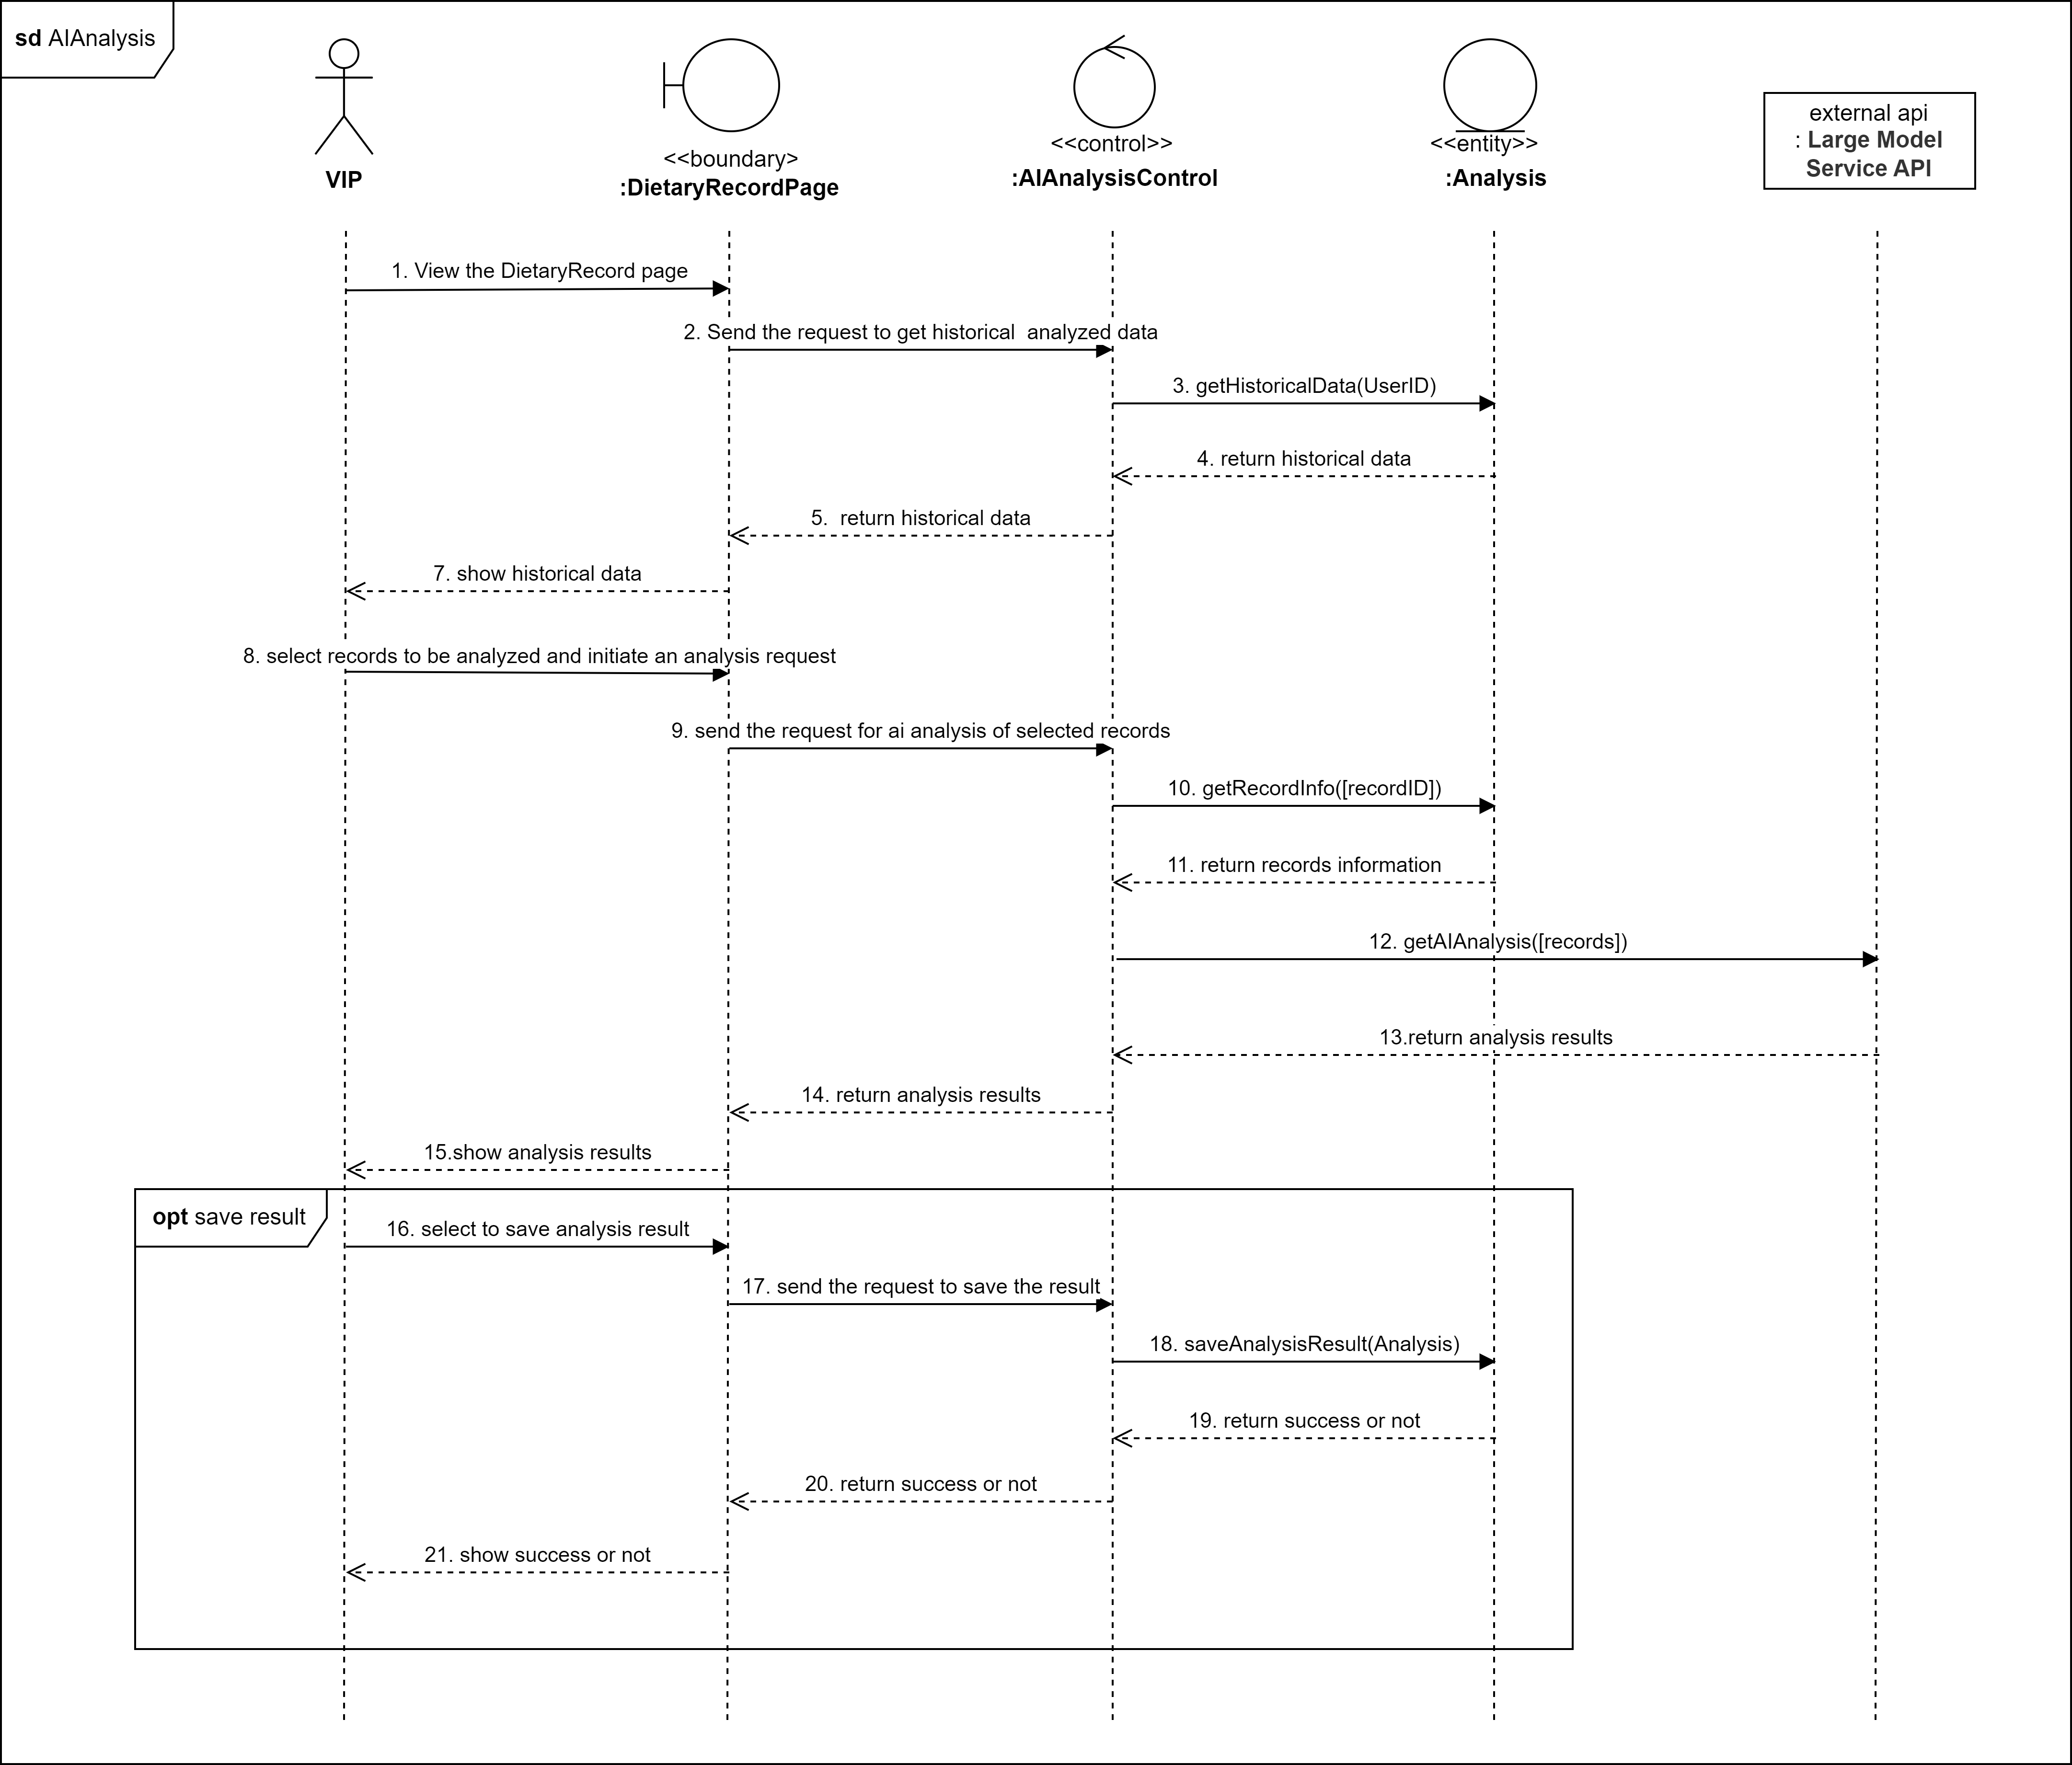 sd AIAnalysis
VIP
<<boundary>
:DietaryRecordPage
<<control>>
:AIAnalysisControl
<<entity>>
:Analysis
external api
: Large Model
Service API
1. View the DietaryRecord page
2. Send the request to get historical  analyzed data
3. getHistoricalData(UserID)
4. return historical data
5.  return historical data
7. show historical data
8. select records to be analyzed and initiate an analysis request
9. send the request for ai analysis of selected records
10. getRecordInfo([recordID])
11. return records information
12. getAIAnalysis([records])
13.return analysis results
14. return analysis results
15.show analysis results
opt save result
16. select to save analysis result
17. send the request to save the result
18. saveAnalysisResult(Analysis)
19. return success or not
20. return success or not
21. show success or not